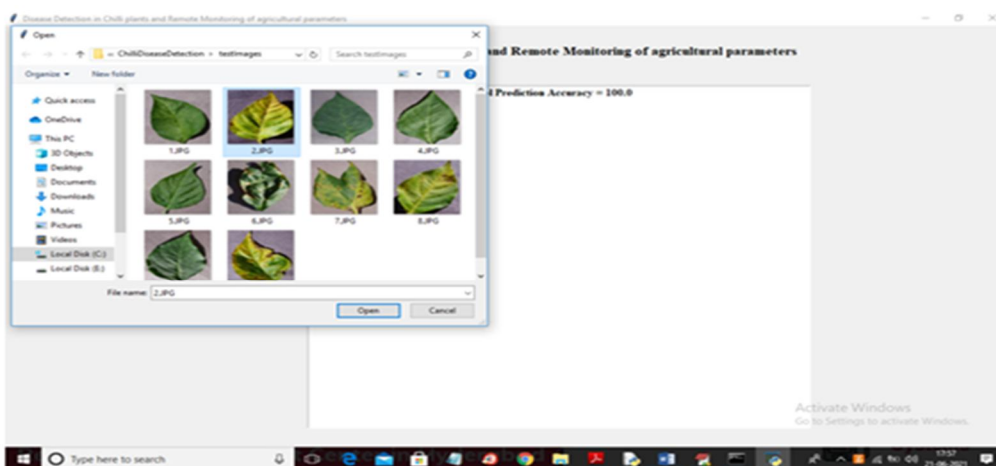 Disease Detection in Chilli plants and Remote Monitoring of agricultural parameters
Open
ChilliDiseaseDetection > testImages
Search testImages
Organize
New folder
and Remote Monitoring of agricultural parameters
Prediction Accuracy = 100.0
Quick access
OneDrive
This PC
3D Objects
Desktop
Documents
Downloads
Music
Pictures
Videos
Local Disk (C:)
Local Disk (E:)
1.JPG
2.JPG
3.JPG
4.JPG
5.JPG
6.JPG
7.JPG
8.JPG
File name: 2.JPG
Open
Cancel
Activate Windows
Go to Settings to activate Windows.
Type here to search
17:57
25-06-2021